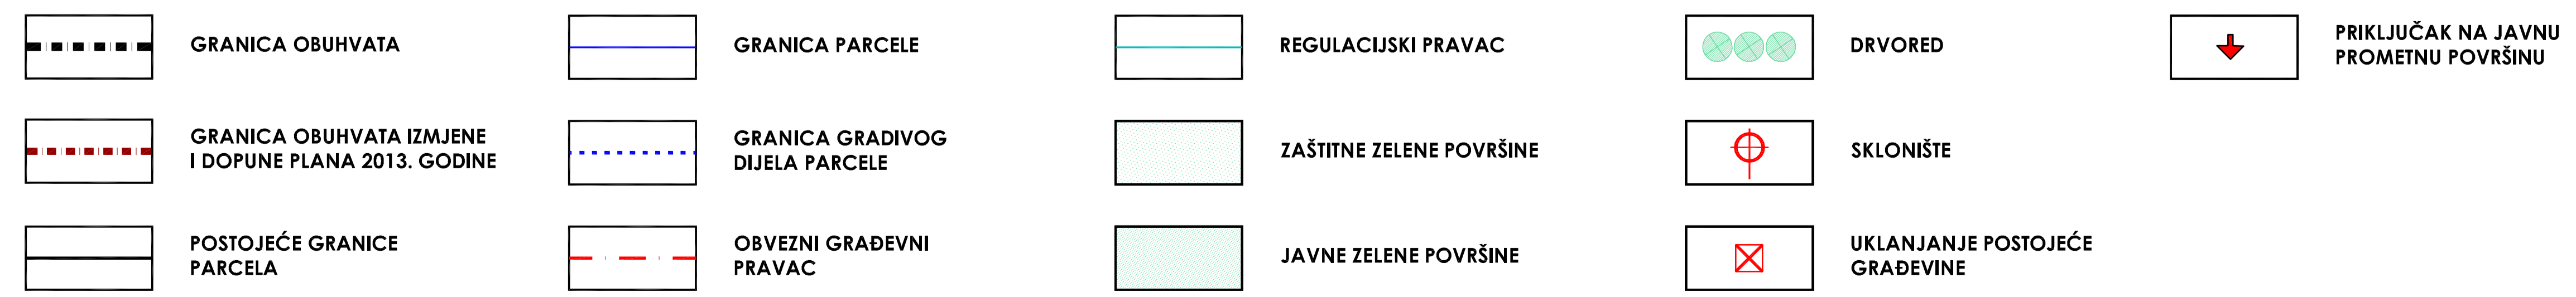 GRANICA OBUHVATA
GRANICA OBUHVATA IZMJENE
I DOPUNE PLANA 2013. GODINE
POSTOJEĆE GRANICE
PARCELA
GRANICA PARCELE
GRANICA GRADIVOG
DIJELA PARCELE
OBVEZNI GRAĐEVNI
PRAVAC
REGULACIJSKI PRAVAC
ZAŠTITNE ZELENE POVRŠINE
JAVNE ZELENE POVRŠINE
DRVORED
SKLONIŠTE
UKLANJANJE POSTOJEĆE
GRAĐEVINE
PRIKLJUČAK NA JAVNU
PROMETNU POVRŠINU